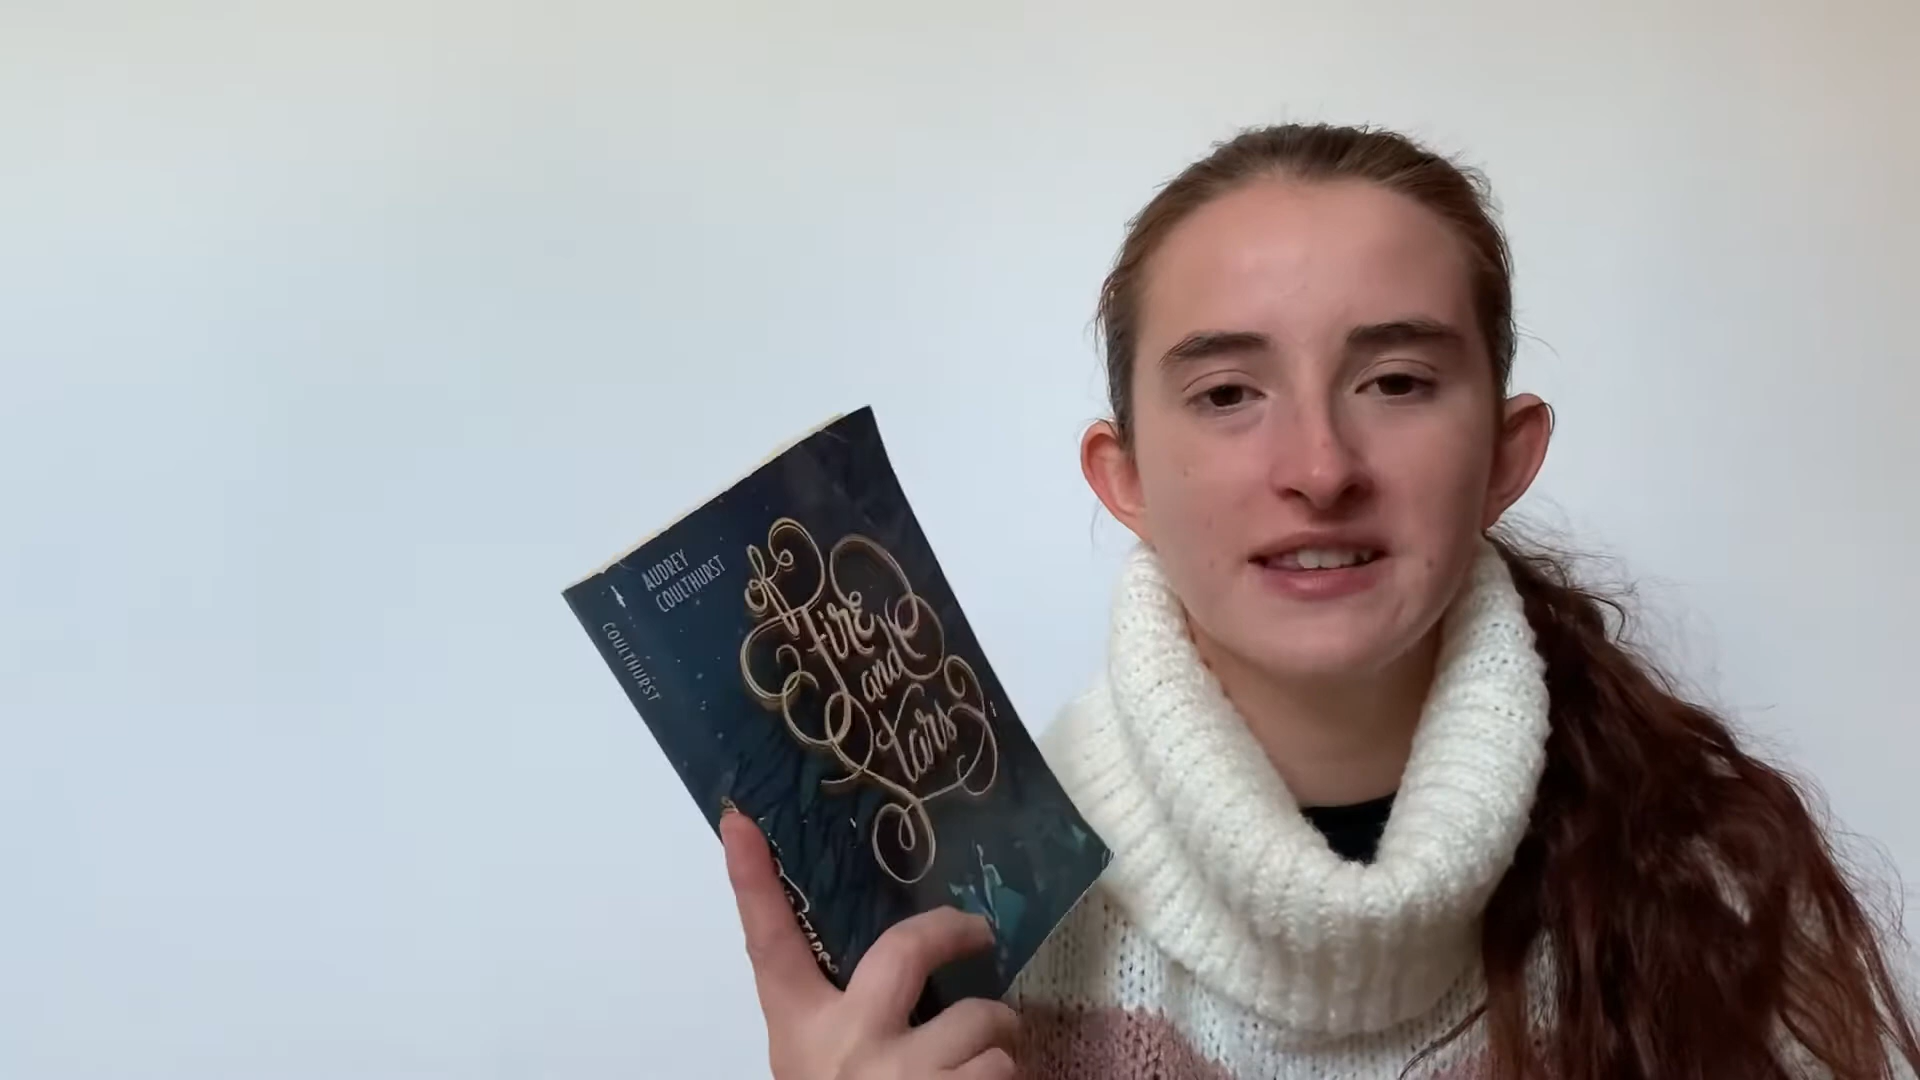 AUDREY
COULTHURST
of
fire
and
stars
COULTHURST